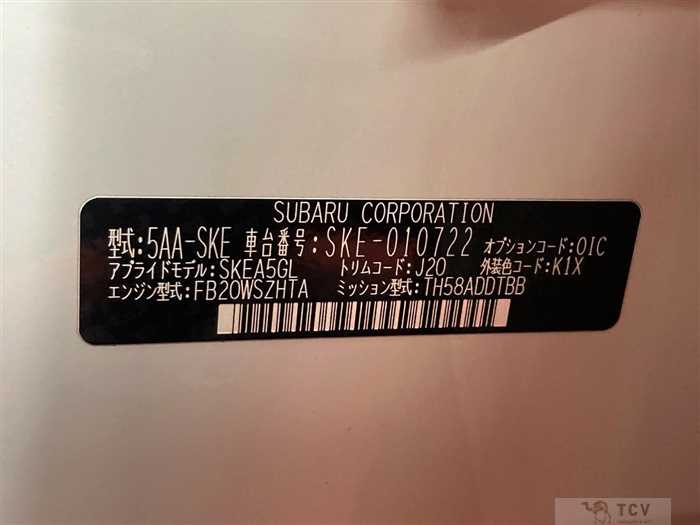 SUBARU CORPORATION
型式:5AA-SKE 車台番号:SKE-010722 オプションコード:OIC
アプライドモデル:SKEA5GL トリムコード:J20 外装色コード:K1X
エンジン型式:FB20WSZHTA ミッション型式:TH58ADDTBB
TCV